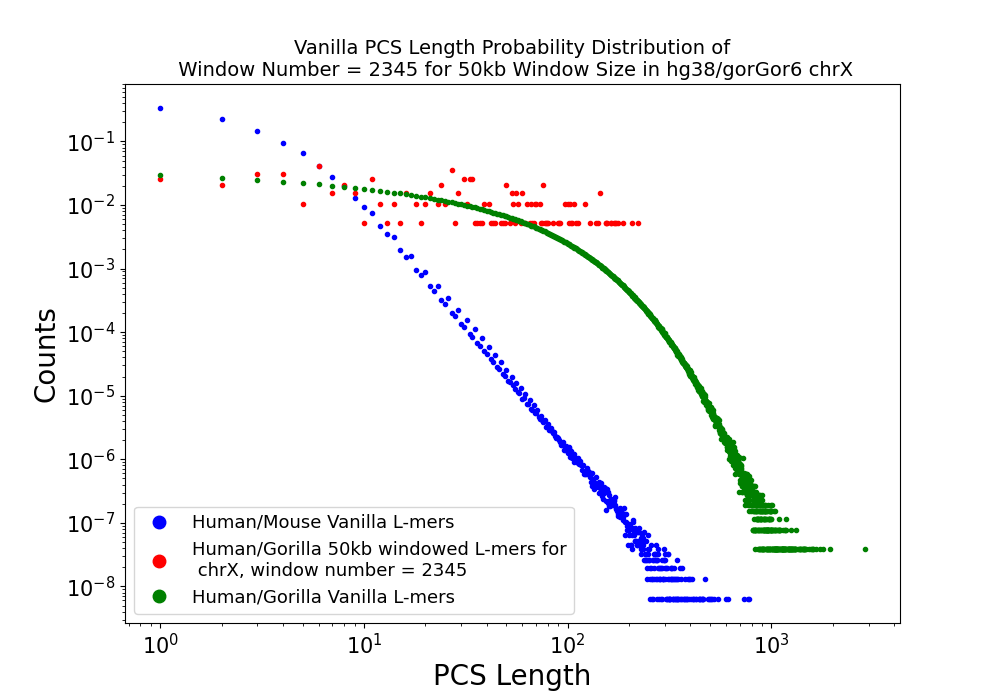 Vanilla PCS Length Probability Distribution of
Window Number = 2345 for 50kb Window Size in hg38/gorGor6 chrX
Counts
10⁻¹
10⁻²
10⁻³
10⁻⁴
10⁻⁵
10⁻⁶
10⁻⁷
10⁻⁸
Human/Mouse Vanilla L-mers
Human/Gorilla 50kb windowed L-mers for
chrX, window number = 2345
Human/Gorilla Vanilla L-mers
10⁰ 10¹ 10² 10³
PCS Length